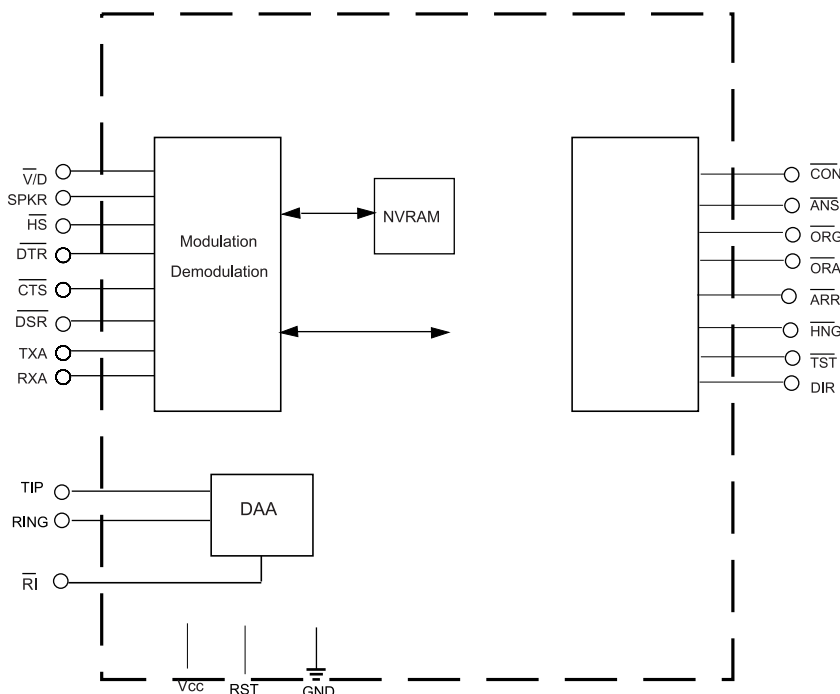 V/D
SPKR
HS
DTR
CTS
DSR
TXA
RXA
Modulation
Demodulation
NVRAM
CON
ANS
ORG
ORA
ARR
HNG
TST
DIR
TIP
RING
RI
DAA
Vcc
RST
GND